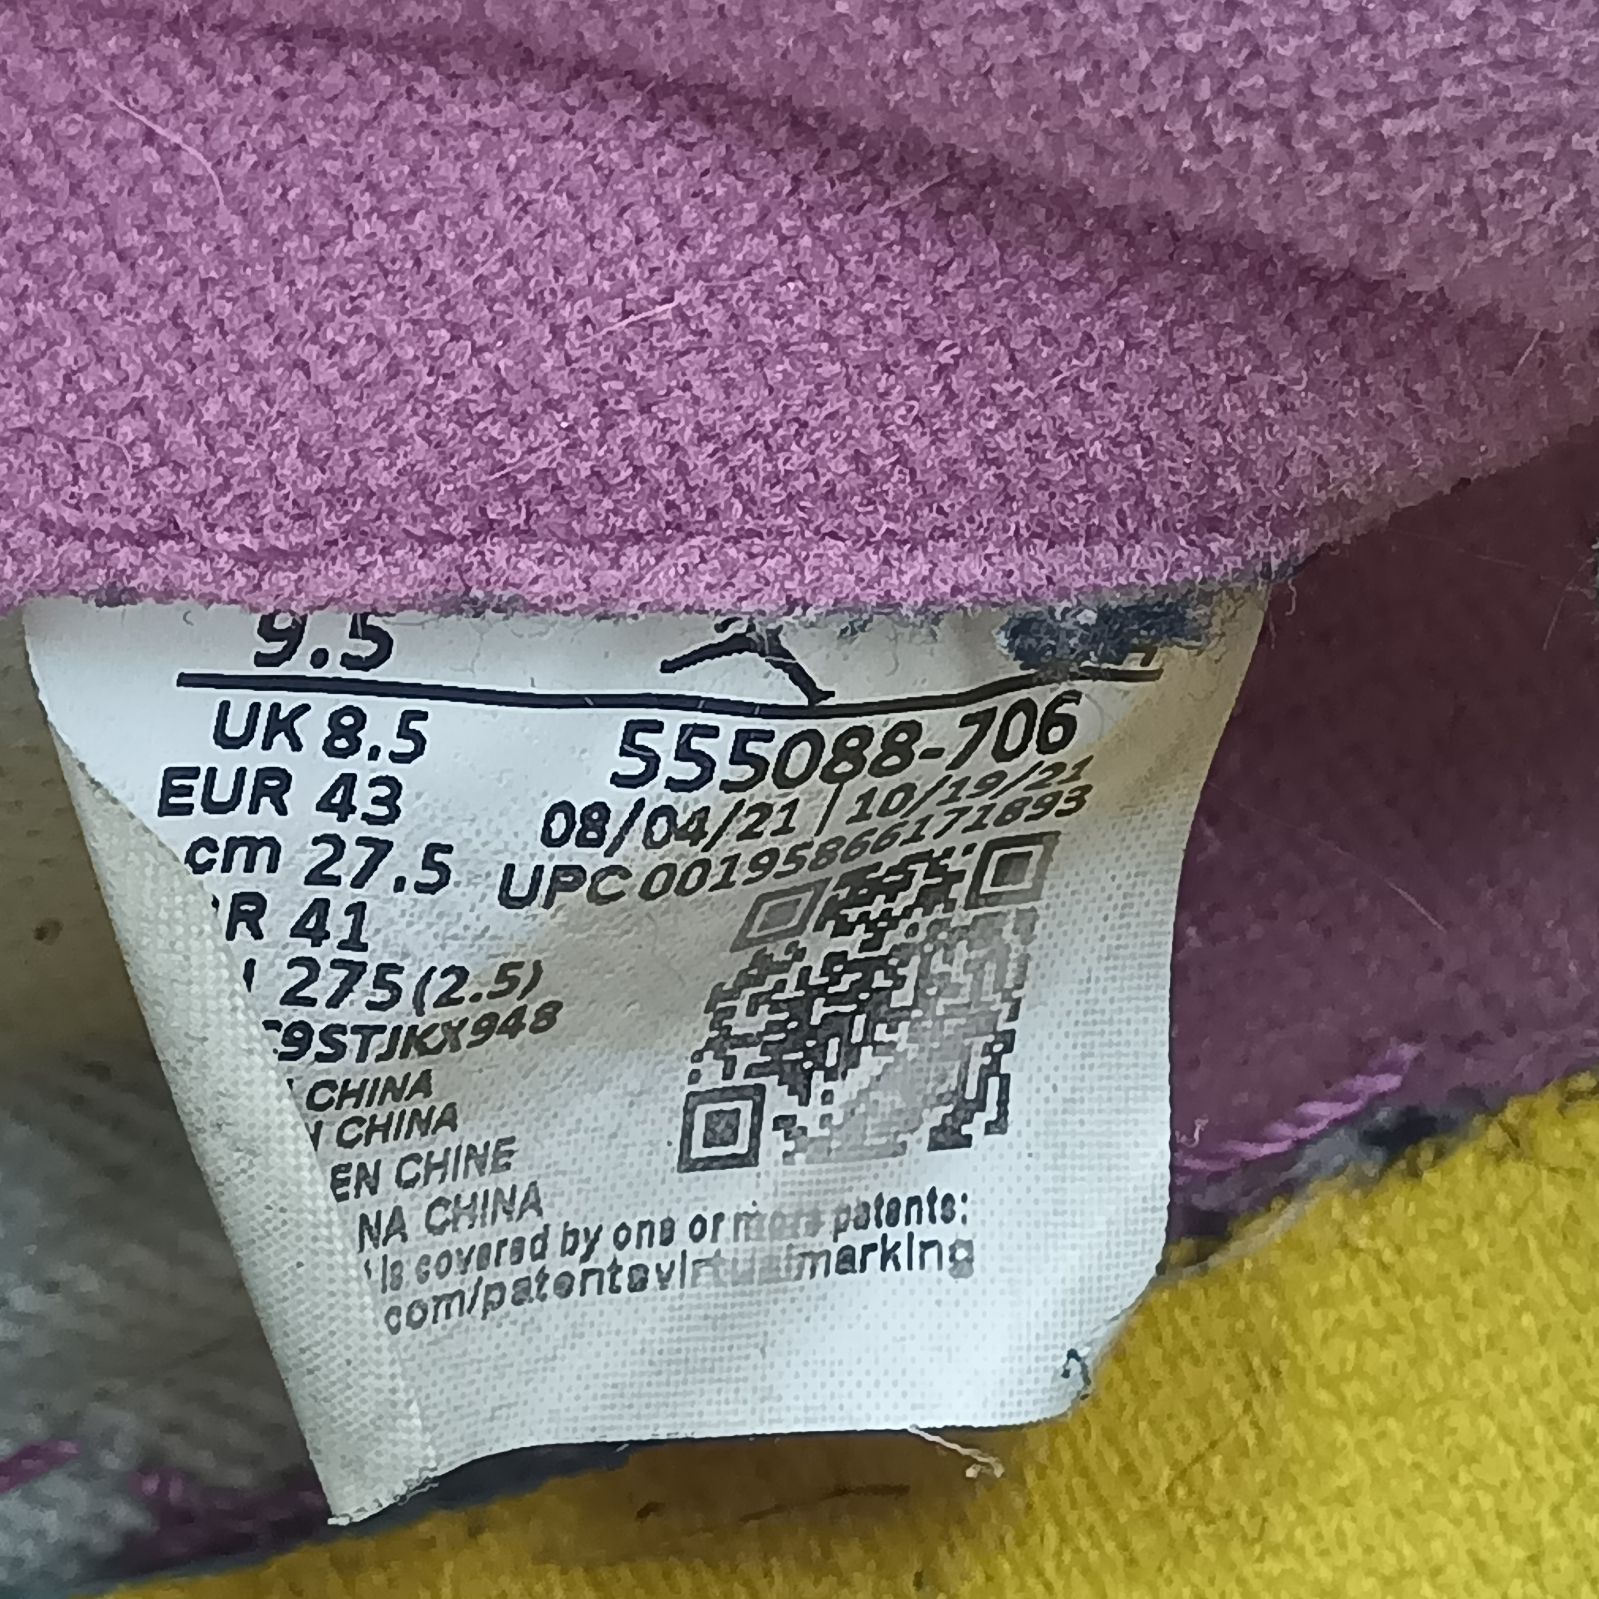 9.5
UK 8.5
555088-706
EUR 43
08/04/21 10/19/21
cm 27.5
UPC 00195866171893
R 41
275(2.5)
9STJKX948
CHINA
CHINA
EN CHINE
NA CHINA
is covered by one or more patents:
com/patentsvirtualmarking